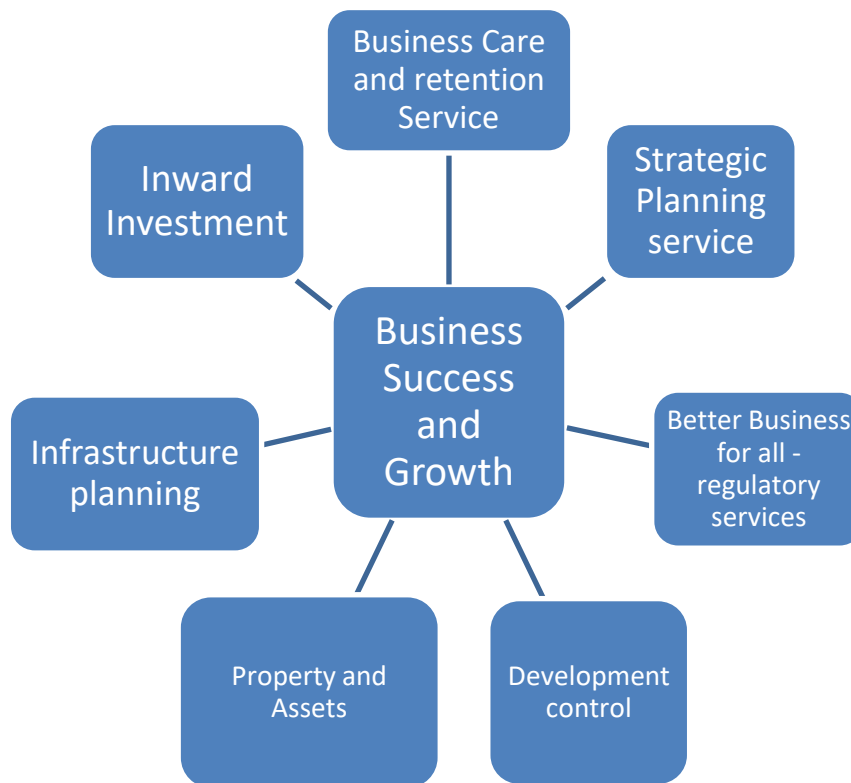 Business Care
and retention
Service
Inward
Investment
Strategic
Planning
service
Business
Success
and
Growth
Infrastructure
planning
Better Business
for all -
regulatory
services
Property and
Assets
Development
control